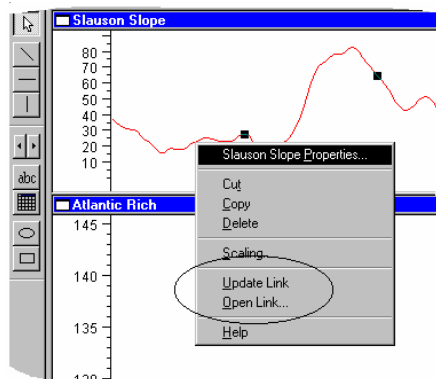 Slauson Slope
80
70
60
50
40
30
20
10
abc
Slauson Slope Properties...
Cut
Copy
Delete
Scaling...
Update Link
Open Link...
Help
Atlantic Rich
145
140
135